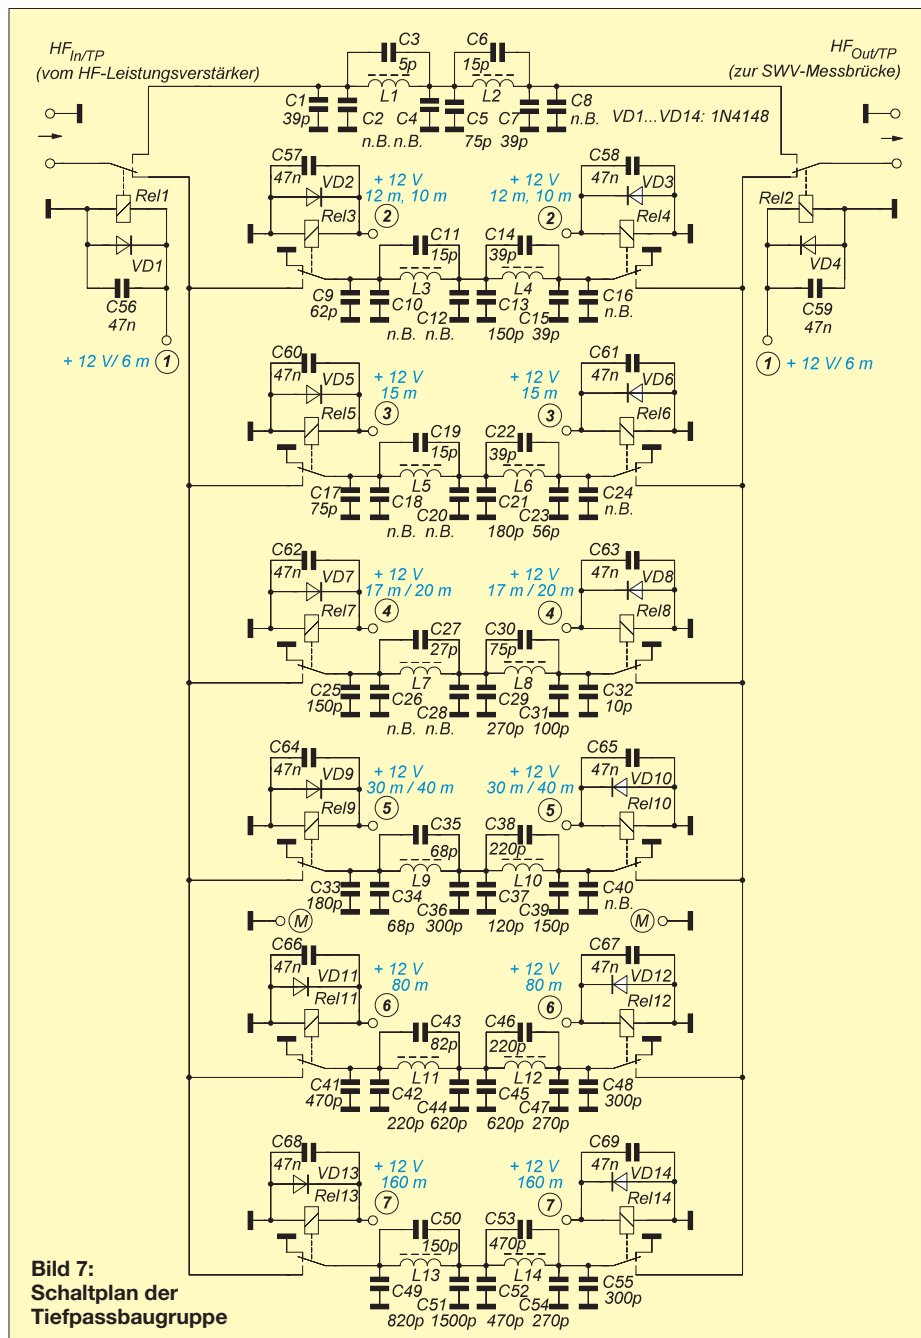 HF In/TP
(vom HF-Leistungsverstärker)
HF Out/TP
(zur SWV-Messbrücke)
C3
5p
C6
15p
L1
L2
C1
39p
C2
n.B.
C4
n.B.
C5
75p
C7
39p
C8
n.B.
VD1...VD14: 1N4148
Rel1
VD1
C56
47n
+ 12 V/ 6 m
1
Rel2
VD4
C59
47n
1
+ 12 V/ 6 m
C57
47n
VD2
Rel3
+ 12 V
12 m, 10 m
2
C58
47n
VD3
Rel4
+ 12 V
12 m, 10 m
2
C11
15p
C14
39p
L3
L4
C9
62p
C10
n.B.
C12
n.B.
C13
150p
C15
39p
C16
n.B.
C60
47n
VD5
Rel5
+ 12 V
15 m
3
C61
47n
VD6
Rel6
+ 12 V
15 m
3
C19
15p
C22
39p
L5
L6
C17
75p
C18
n.B.
C20
n.B.
C21
180p
C23
56p
C24
n.B.
C62
47n
VD7
Rel7
+ 12 V
17 m / 20 m
4
C63
47n
VD8
Rel8
+ 12 V
17 m / 20 m
4
C27
27p
C30
75p
L7
L8
C25
150p
C26
n.B.
C28
n.B.
C29
270p
C31
100p
C32
10p
C64
47n
VD9
Rel9
+ 12 V
30 m / 40 m
5
C65
47n
VD10
Rel10
+ 12 V
30 m / 40 m
5
C35
68p
C38
220p
L9
L10
C33
180p
C34
68p
C36
300p
C37
120p
C39
150p
C40
n.B.
M
M
C66
47n
VD11
Rel11
+ 12 V
80 m
6
C67
47n
VD12
Rel12
+ 12 V
80 m
6
C43
82p
C46
220p
L11
L12
C41
470p
C42
220p
C44
620p
C45
620p
C47
270p
C48
300p
C68
47n
VD13
Rel13
+ 12 V
160 m
7
C69
47n
VD14
Rel14
+ 12 V
160 m
7
C50
150p
C53
470p
L13
L14
C49
820p
C51
1500p
C52
470p
C54
270p
C55
300p
Bild 7:
Schaltplan der
Tiefpassbaugruppe